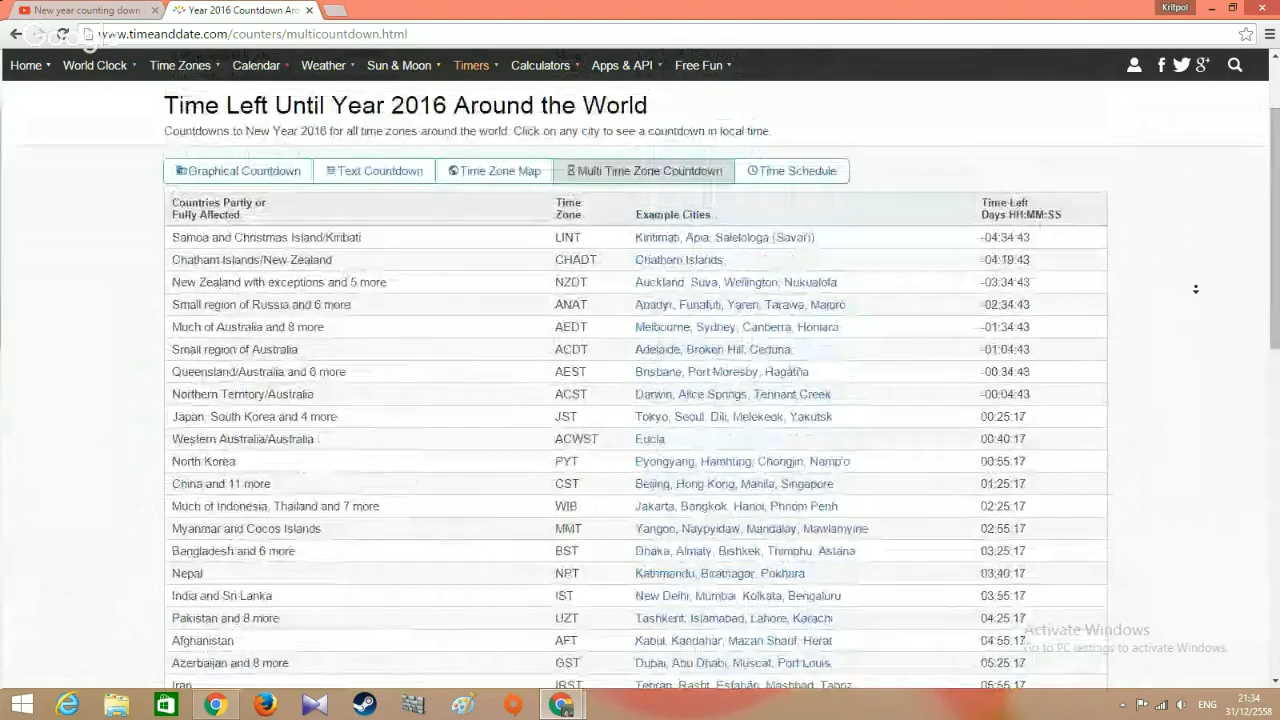 New year counting down
Year 2016 Countdown Aro
Kritpol
www.timeanddate.com/counters/multicountdown.html
Home World Clock Time Zones Calendar Weather Sun & Moon Timers Calculators Apps & API Free Fun
Time Left Until Year 2016 Around the World
Countdowns to New Year 2016 for all time zones around the world. Click on any city to see a countdown in local time.
Graphical Countdown Text Countdown Time Zone Map Multi Time Zone Countdown Time Schedule
Countries Partly or Time Time Left
Fully Affected Zone Example Cities Days HH:MM:SS
Samoa and Christmas Island/Kiribati LINT Kiritimati, Apia, Salelologa (Savai'i) -04:34:43
Chatham Islands/New Zealand CHADT Chatham Islands -04:19:43
New Zealand with exceptions and 5 more NZDT Auckland, Suva, Wellington, Nukualofa -03:34:43
Small region of Russia and 6 more ANAT Anadyr, Funafuti, Yaren, Tarawa, Majuro -02:34:43
Much of Australia and 8 more AEDT Melbourne, Sydney, Canberra, Honiara -01:34:43
Small region of Australia ACDT Adelaide, Broken Hill, Ceduna -01:04:43
Queensland/Australia and 6 more AEST Brisbane, Port Moresby, Hagåtña -00:34:43
Northern Territory/Australia ACST Darwin, Alice Springs, Tennant Creek -00:04:43
Japan, South Korea and 4 more JST Tokyo, Seoul, Dili, Melekeok, Yakutsk 00:25:17
Western Australia/Australia ACWST Eucla 00:40:17
North Korea PYT Pyongyang, Hamhung, Chongjin, Namp'o 00:55:17
China and 11 more CST Beijing, Hong Kong, Manila, Singapore 01:25:17
Much of Indonesia, Thailand and 7 more WIB Jakarta, Bangkok, Hanoi, Phnom Penh 02:25:17
Myanmar and Cocos Islands MMT Yangon, Naypyidaw, Mandalay, Mawlamyine 02:55:17
Bangladesh and 6 more BST Dhaka, Almaty, Bishkek, Thimphu, Astana 03:25:17
Nepal NPT Kathmandu, Biratnagar, Pokhara 03:40:17
India and Sri Lanka IST New Delhi, Mumbai, Kolkata, Bengaluru 03:55:17
Pakistan and 8 more UZT Tashkent, Islamabad, Lahore, Karachi 04:25:17
Afghanistan AFT Kabul, Kandahar, Mazari Sharif, Herat 04:55:17
Azerbaijan and 8 more GST Dubai, Abu Dhabi, Muscat, Port Louis 05:25:17
Iran IRST Tehran, Rasht, Esfahān, Mashhad, Tabriz 05:55:17
Activate Windows
Go to PC settings to activate Windows.
ENG 21:34
31/12/2558